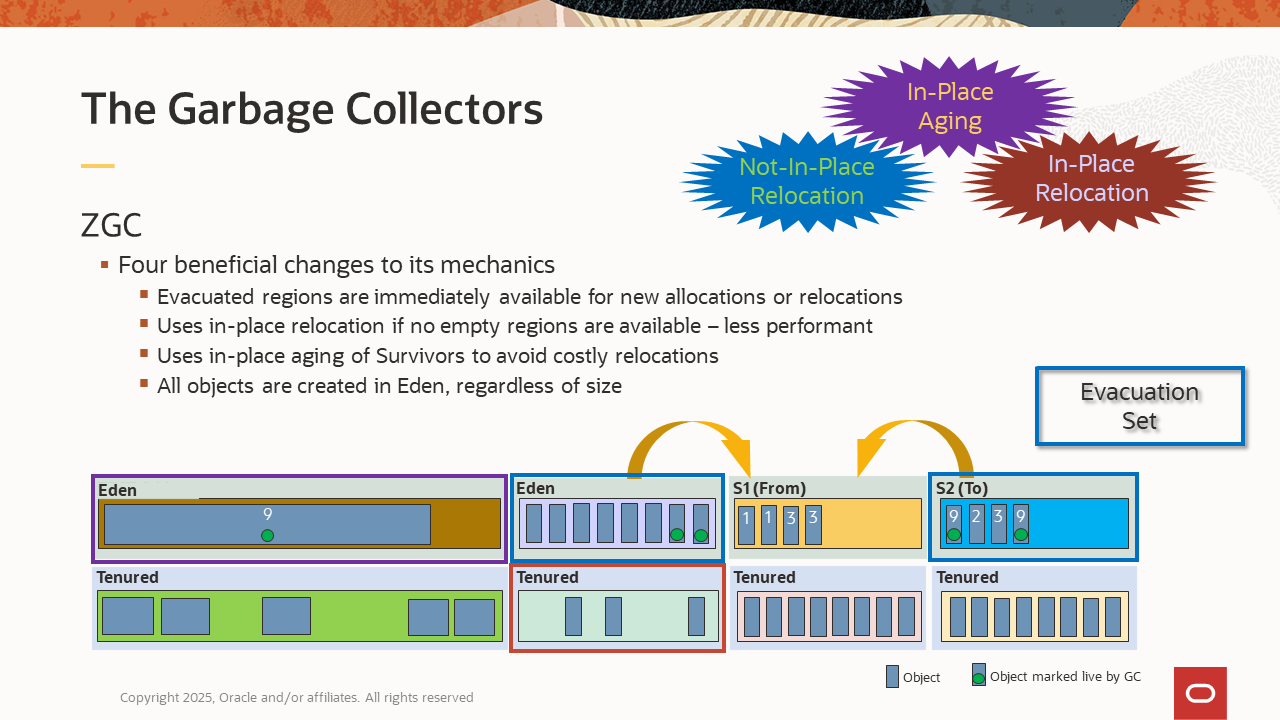 The Garbage Collectors
In-Place
Aging
Not-In-Place
Relocation
In-Place
Relocation
ZGC
Four beneficial changes to its mechanics
Evacuated regions are immediately available for new allocations or relocations
Uses in-place relocation if no empty regions are available – less performant
Uses in-place aging of Survivors to avoid costly relocations
All objects are created in Eden, regardless of size
Evacuation
Set
Eden
9
Eden
S1 (From)
1 1 3 3
S2 (To)
9 2 3 9
Tenured
Tenured
Tenured
Tenured
Object
Object marked live by GC
Copyright 2025, Oracle and/or affiliates. All rights reserved